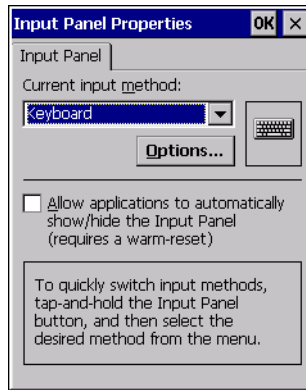 Input Panel Properties OK ×
Input Panel
Current input method:
Keyboard
Options...
Allow applications to automatically
show/hide the Input Panel
(requires a warm-reset)
To quickly switch input methods,
tap-and-hold the Input Panel
button, and then select the
desired method from the menu.